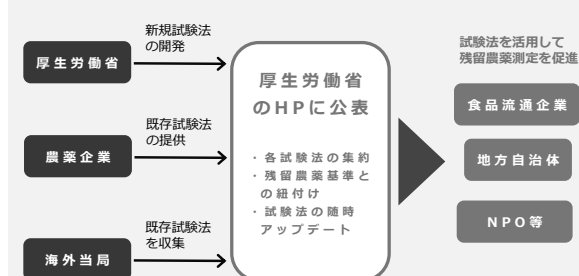 新規試験法
の開発
厚生労働省
既存試験法
の提供
農薬企業
既存試験法
を収集
海外当局
厚生労働省
のHPに公表
・各試験法の集約
・残留農薬基準と
の紐付け
・試験法の随時
アップデート
試験法を活用して
残留農薬測定を促進
食品流通企業
地方自治体
NPO等